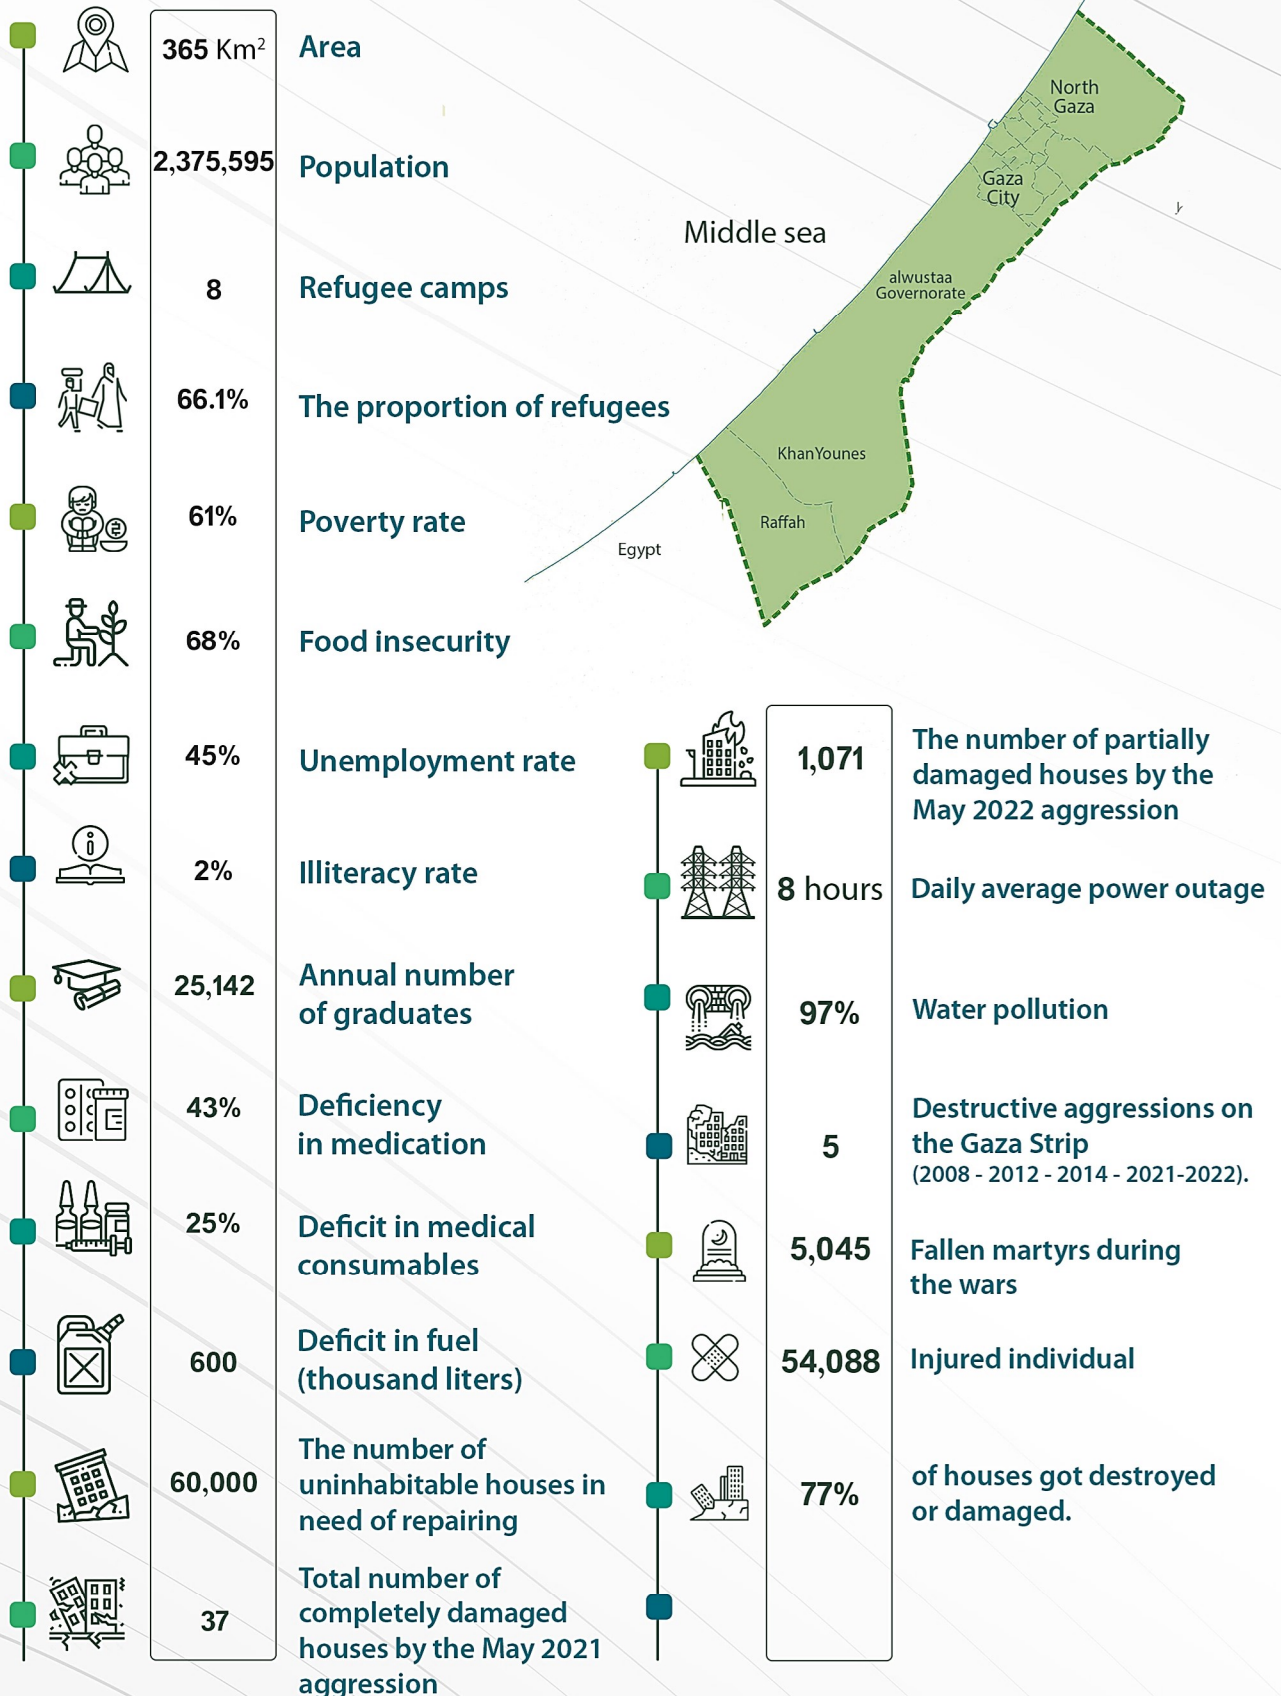 365 Km²
Area
2,375,595
Population
8
Refugee camps
66.1%
The proportion of refugees
61%
Poverty rate
68%
Food insecurity
45%
Unemployment rate
2%
Illiteracy rate
25,142
Annual number
of graduates
43%
Deficiency
in medication
25%
Deficit in medical
consumables
600
Deficit in fuel
(thousand liters)
60,000
The number of
uninhabitable houses in
need of repairing
37
Total number of
completely damaged
houses by the May 2021
aggression
North
Gaza
Gaza
City
Middle sea
alwustaa
Governorate
KhanYounes
Raffah
Egypt
y
1,071
The number of partially
damaged houses by the
May 2022 aggression
8 hours
Daily average power outage
97%
Water pollution
5
Destructive aggressions on
the Gaza Strip
(2008 - 2012 - 2014 - 2021-2022).
5,045
Fallen martyrs during
the wars
54,088
Injured individual
77%
of houses got destroyed
or damaged.